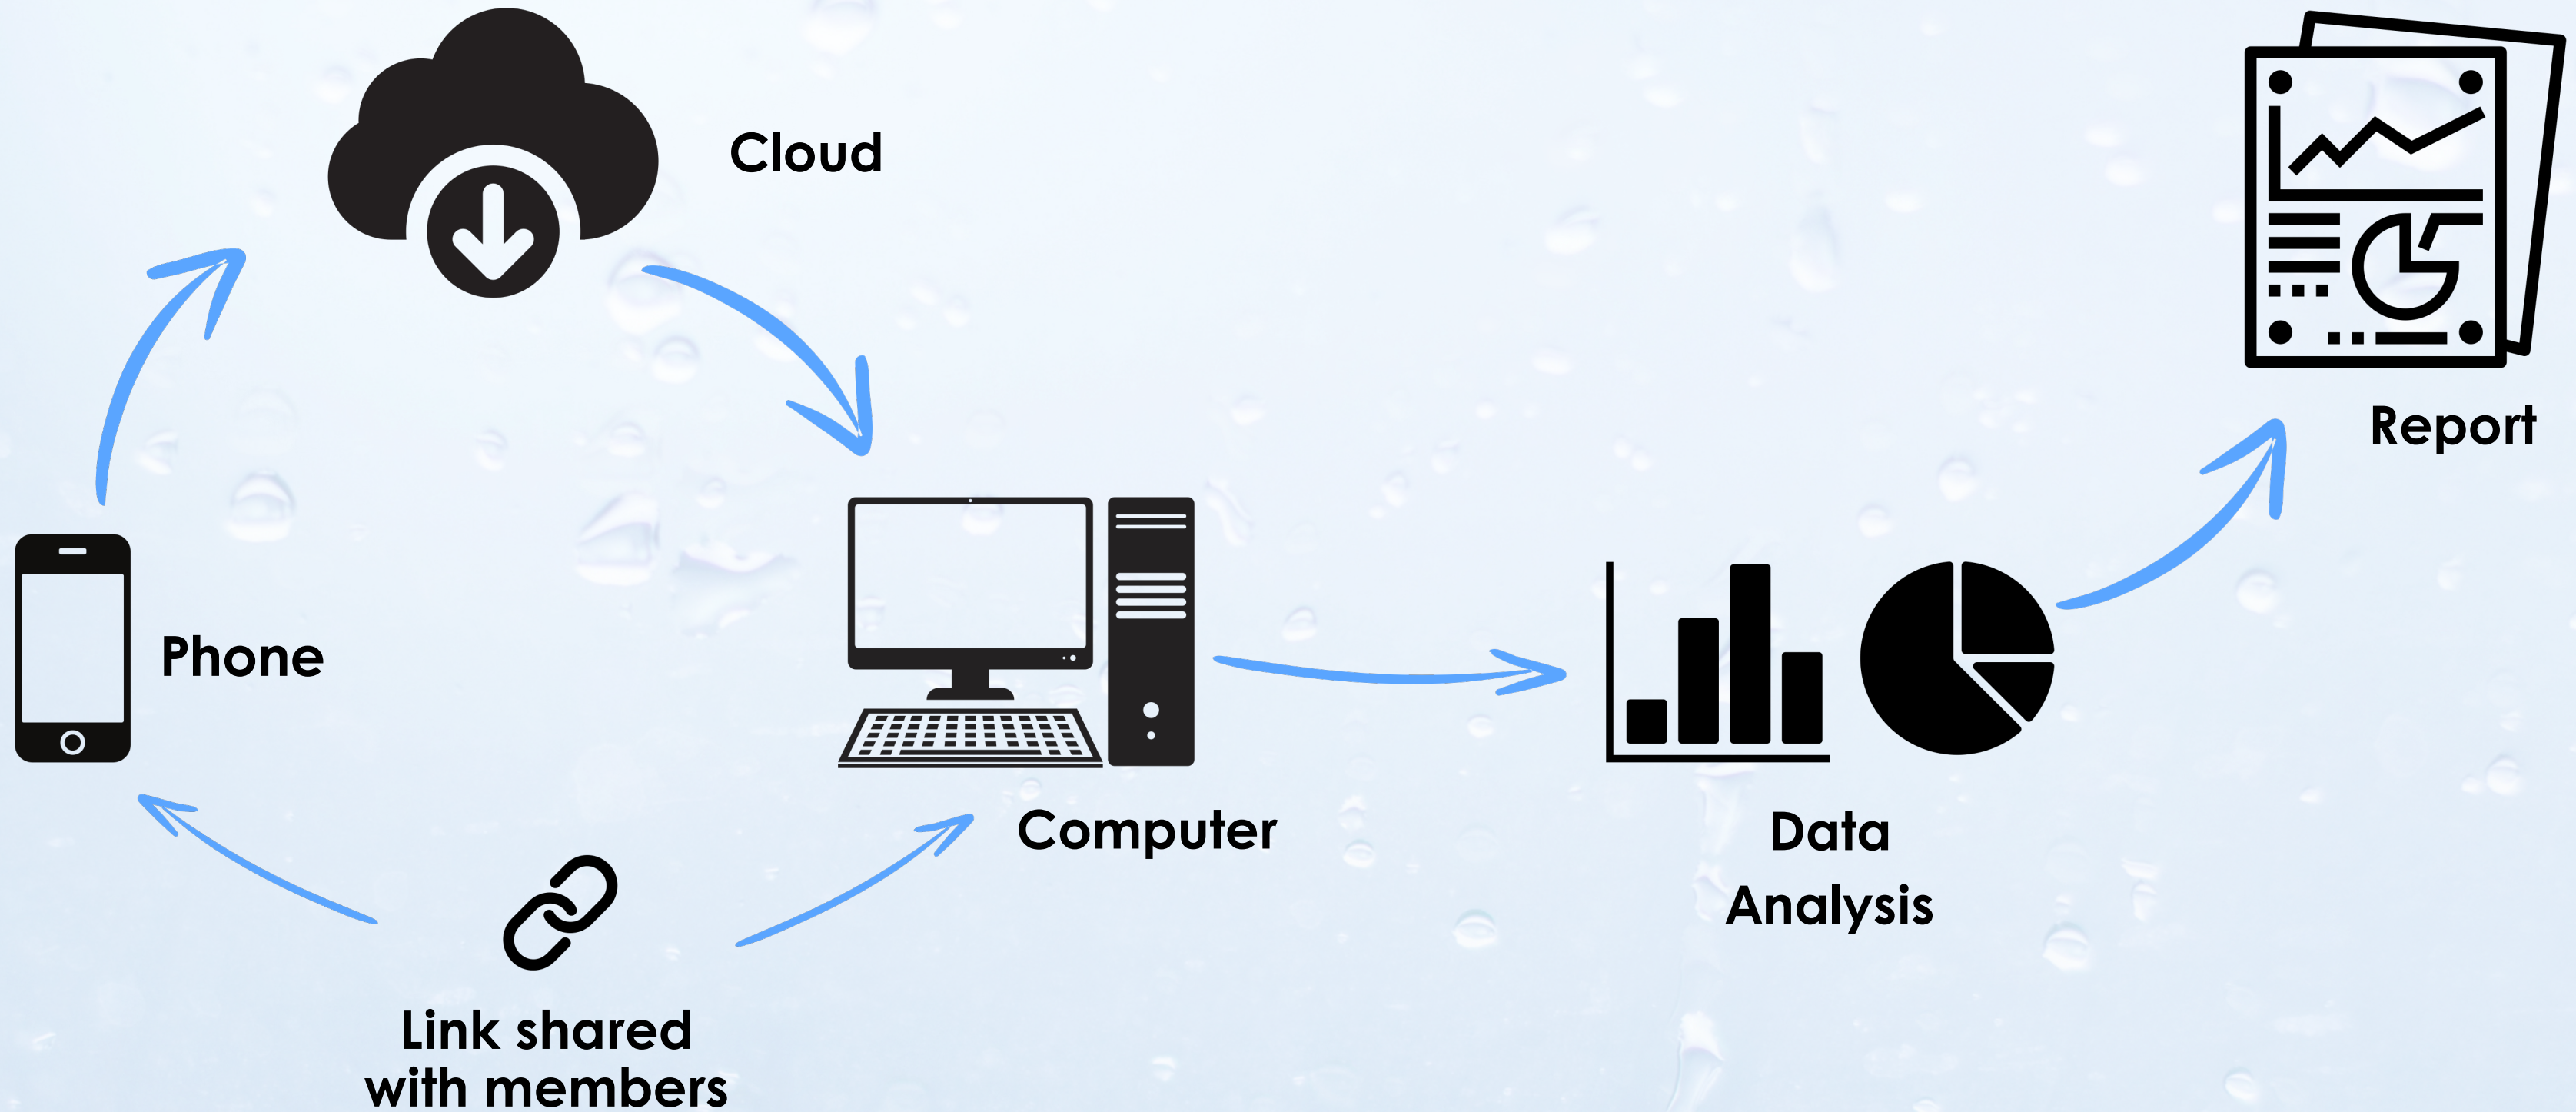 Cloud
Report
Phone
Computer
Data
Analysis
Link shared
with members